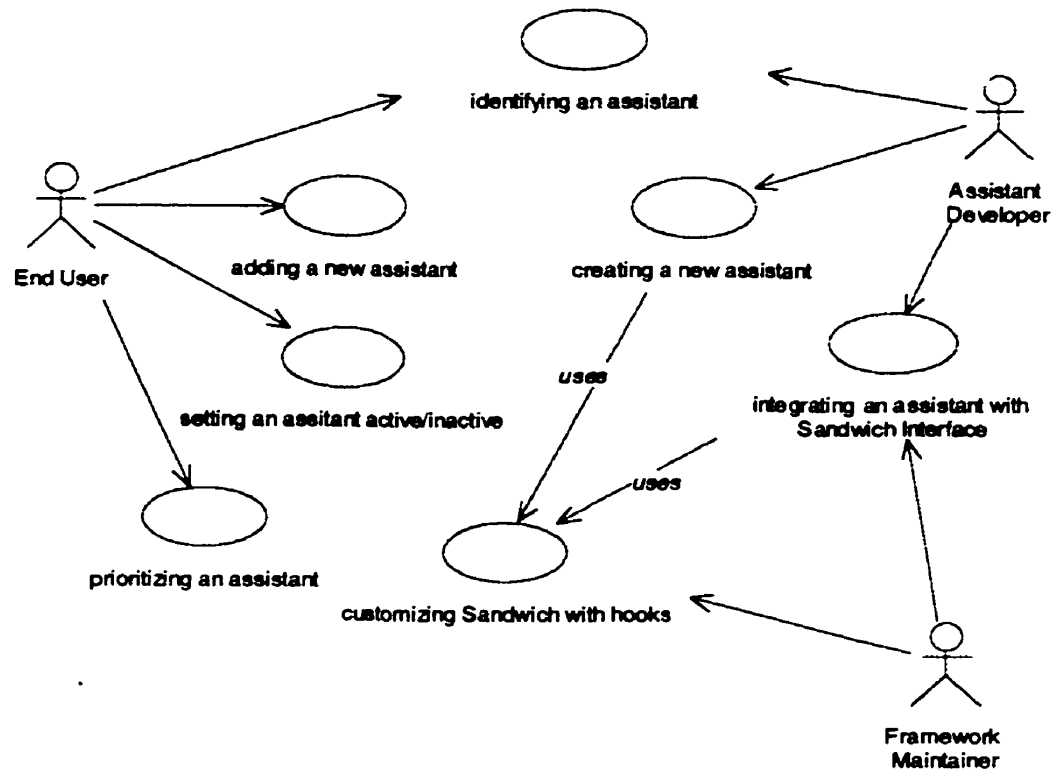 identifying an assistant
Assistant
Developer
End User
adding a new assistant
creating a new assistant
uses
setting an assitant active/inactive
integrating an assistant with
Sandwich Interface
uses
prioritizing an assistant
customizing Sandwich with hooks
Framework
Maintainer